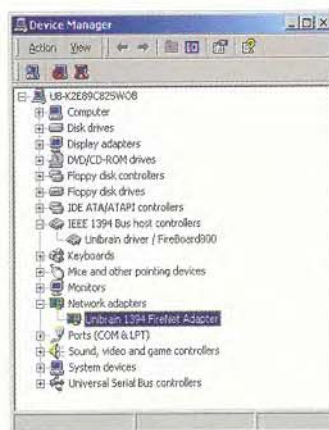 Device Manager
Action View
UB-K2E89C825WO8
Computer
Disk drives
Display adapters
DVD/CD-ROM drives
Floppy disk controllers
Floppy disk drives
IDE ATA/ATAPI controllers
IEEE 1394 Bus host controllers
Unibrain driver / FireBoard900
Keyboards
Mice and other pointing devices
Monitors
Network adapters
Unibrain 1394 FireNet Adapter
Ports (COM & LPT)
Sound, video and game controllers
System devices
Universal Serial Bus controllers